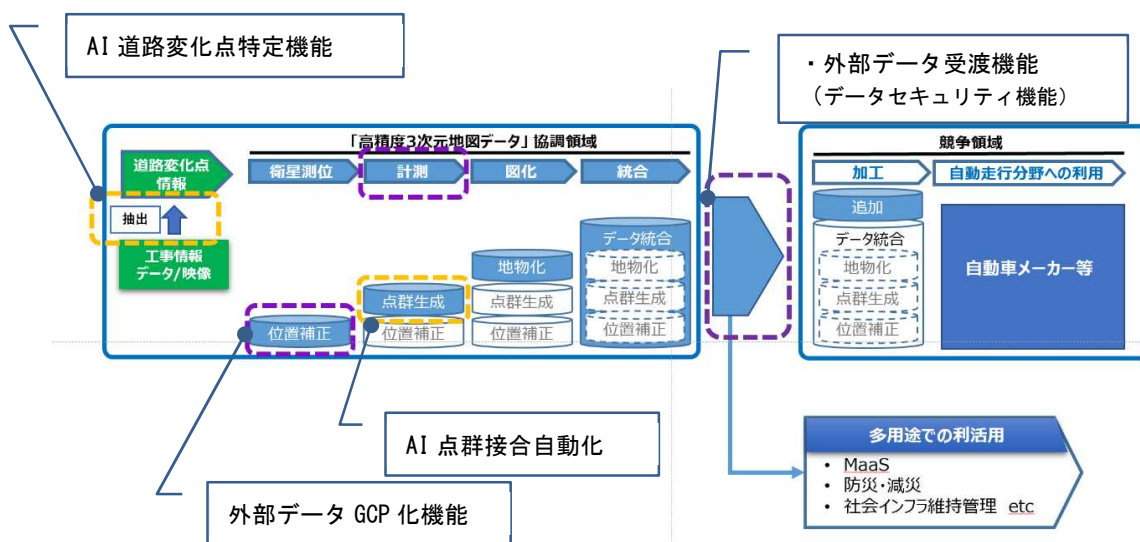 AI 道路変化点特定機能
・外部データ受渡機能
(データセキュリティ機能)
「高精度3次元地図データ」協調領域
道路変化点
情報
衛星測位
計測
図化
統合
抽出
工事情報
データ/映像
位置補正
点群生成
位置補正
地物化
点群生成
位置補正
データ統合
地物化
点群生成
位置補正
競争領域
加工
自動走行分野への利用
追加
データ統合
地物化
点群生成
位置補正
自動車メーカー等
AI 点群接合自動化
外部データ GCP 化機能
多用途での利活用
• MaaS
• 防災・減災
• 社会インフラ維持管理 etc